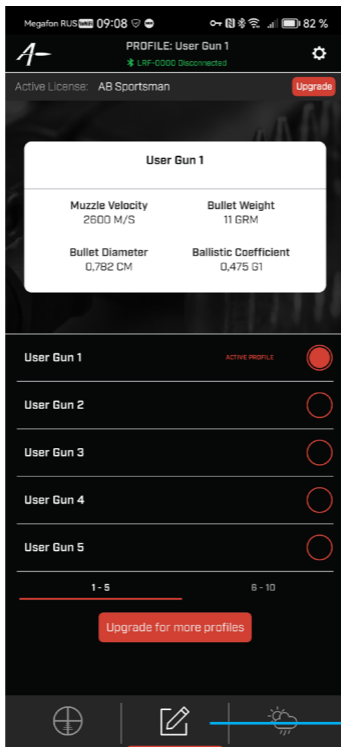 Megafon RUS 09:08 82 %
A
PROFILE: User Gun 1
LRF-0000 Disconnected
Active License: AB Sportsman Upgrade
User Gun 1
Muzzle Velocity Bullet Weight
2600 M/S 11 GRM
Bullet Diameter Ballistic Coefficient
0,782 CM 0,475 G1
User Gun 1 ACTIVE PROFILE
User Gun 2
User Gun 3
User Gun 4
User Gun 5
1 - 5 6 - 10
Upgrade for more profiles